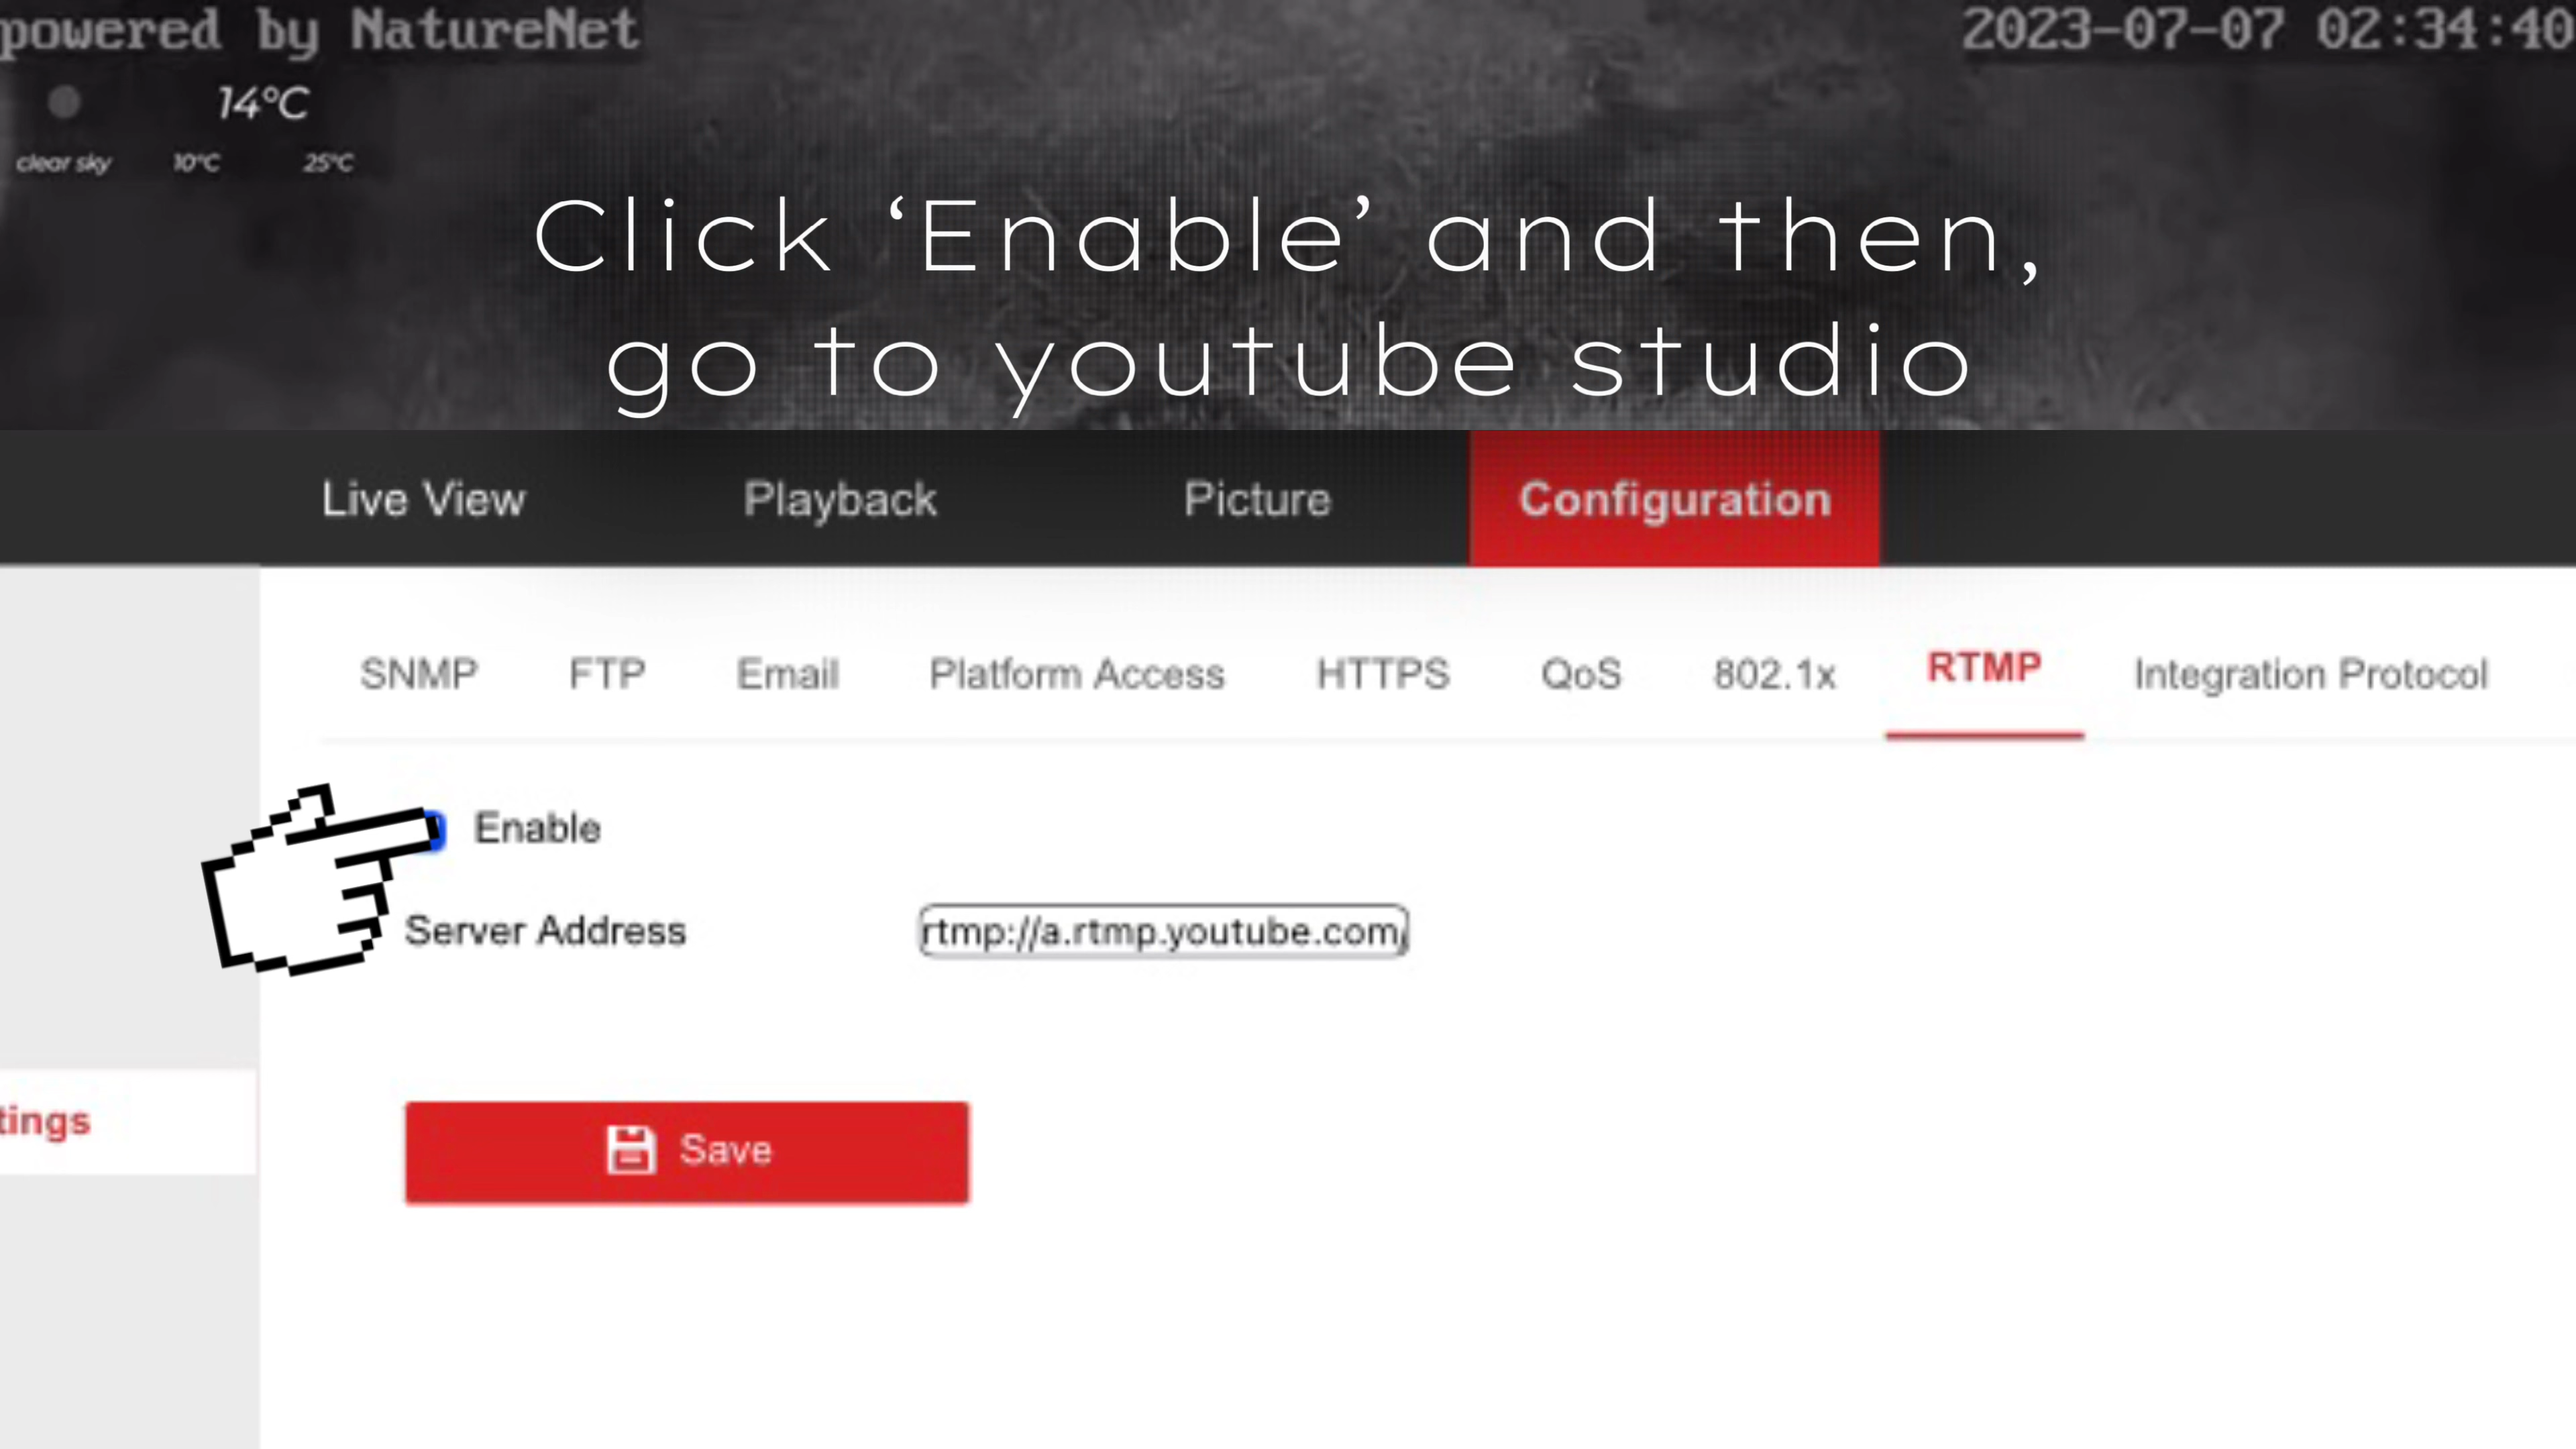 powered by NatureNet
2023-07-07 02:34:40
14°C
clear sky 10°C 25°C
Click ‘Enable’ and then,
go to youtube studio
Live View Playback Picture Configuration
SNMP FTP Email Platform Access HTTPS QoS 802.1x RTMP Integration Protocol
Enable
Server Address rtmp://a.rtmp.youtube.com/
tings
Save